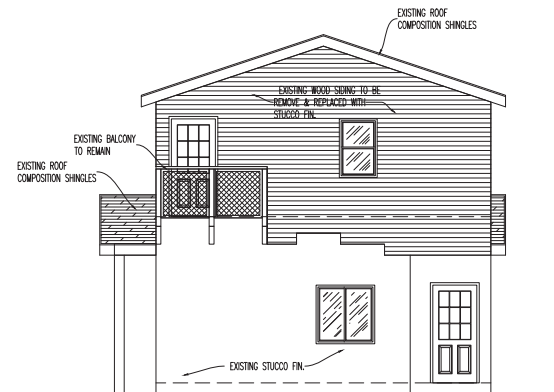 EXISTING ROOF
COMPOSITION SHINGLES
EXISTING WOOD SIDING TO BE
REMOVE & REPLACED WITH
STUCCO FIN.
EXISTING BALCONY
TO REMAIN
EXISTING ROOF
COMPOSITION SHINGLES
EXISTING STUCCO FIN.